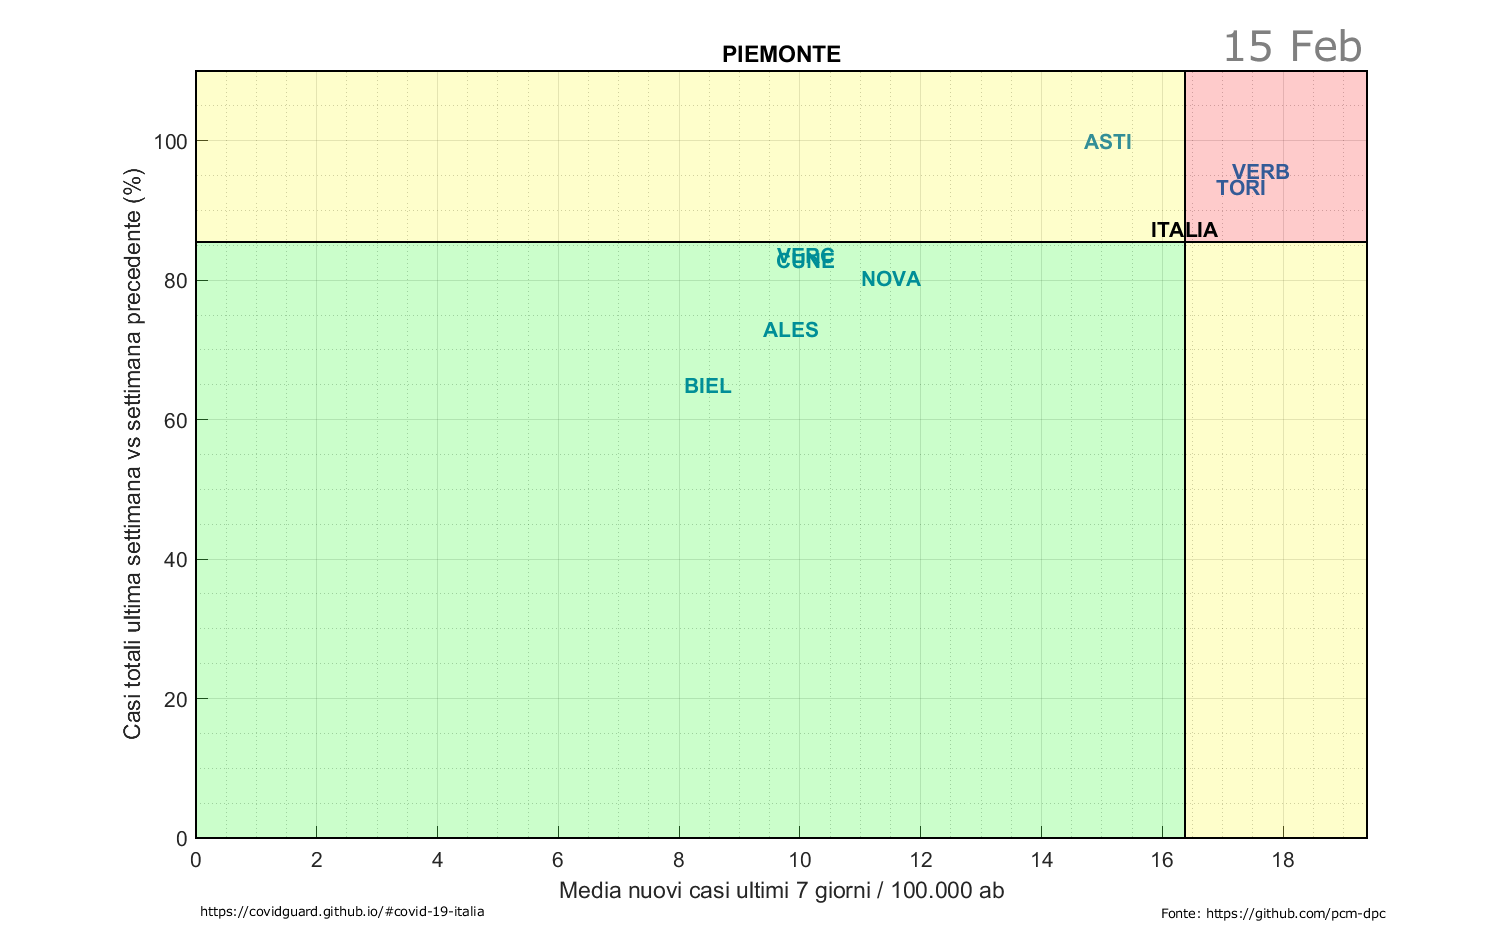 PIEMONTE
15 Feb
ASTI
VERB
TORI
ITALIA
VERC
CUNE
NOVA
ALES
BIEL
Casi totali ultima settimana vs settimana precedente (%)
100
80
60
40
20
0
0 2 4 6 8 10 12 14 16 18
Media nuovi casi ultimi 7 giorni / 100.000 ab
https://covidguard.github.io/#covid-19-italia
Fonte: https://github.com/pcm-dpc